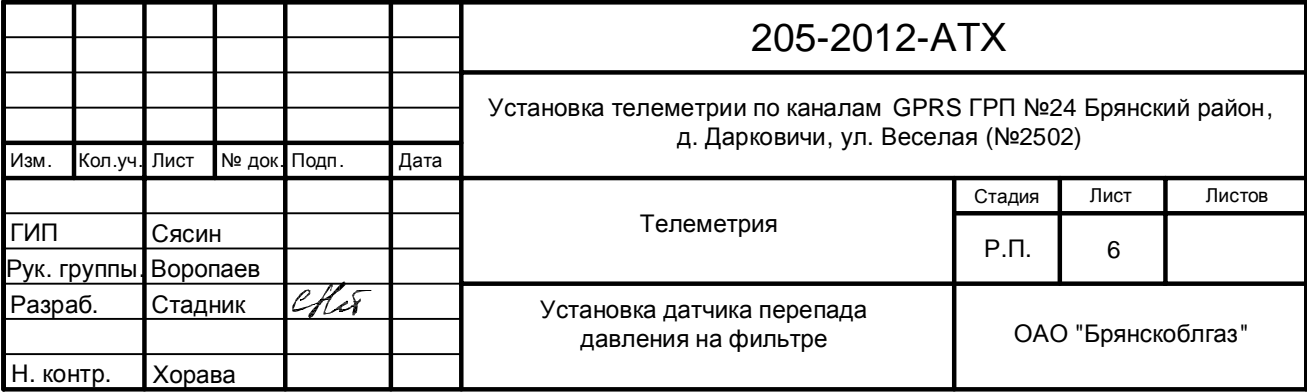 205-2012-АТХ
Установка телеметрии по каналам GPRS ГРП №24 Брянский район,
д. Дарковичи, ул. Веселая (№2502)
Изм. Кол.уч. Лист № док. Подп. Дата
Телеметрия
Стадия Лист Листов
Р.П. 6
ГИП Сясин
Рук. группы. Воропаев
Разраб. Стадник
Н. контр. Хорава
Установка датчика перепада
давления на фильтре
ОАО "Брянскоблгаз"